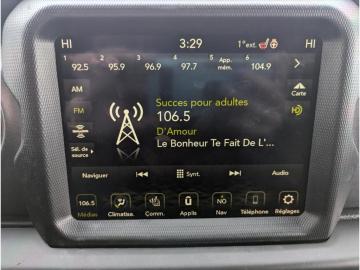 HI 3:29 1° ext. HI
1 92.5 2 95.9 3 96.9 4 97.7 5 App. mém. 6 104.9
AM
Succes pour adultes
Carte
FM
106.5
D'Amour
Le Bonheur Te Fait De L'...
Sél. de source
Naviguer Synt. Audio
106.5 NO
Médias Climatisa. Comm. Applis Nav Téléphone Réglages